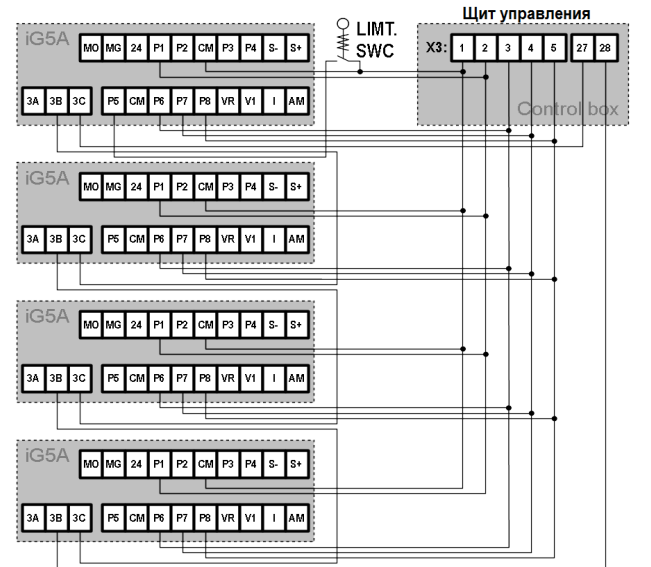 Щит управления
iG5A
MO MG 24 P1 P2 CM P3 P4 S- S+
LIMT.
SWC
X3: 1 2 3 4 5 27 28
3A 3B 3C P5 CM P6 P7 P8 VR V1 I AM
Control box
iG5A
MO MG 24 P1 P2 CM P3 P4 S- S+
3A 3B 3C P5 CM P6 P7 P8 VR V1 I AM
iG5A
MO MG 24 P1 P2 CM P3 P4 S- S+
3A 3B 3C P5 CM P6 P7 P8 VR V1 I AM
iG5A
MO MG 24 P1 P2 CM P3 P4 S- S+
3A 3B 3C P5 CM P6 P7 P8 VR V1 I AM